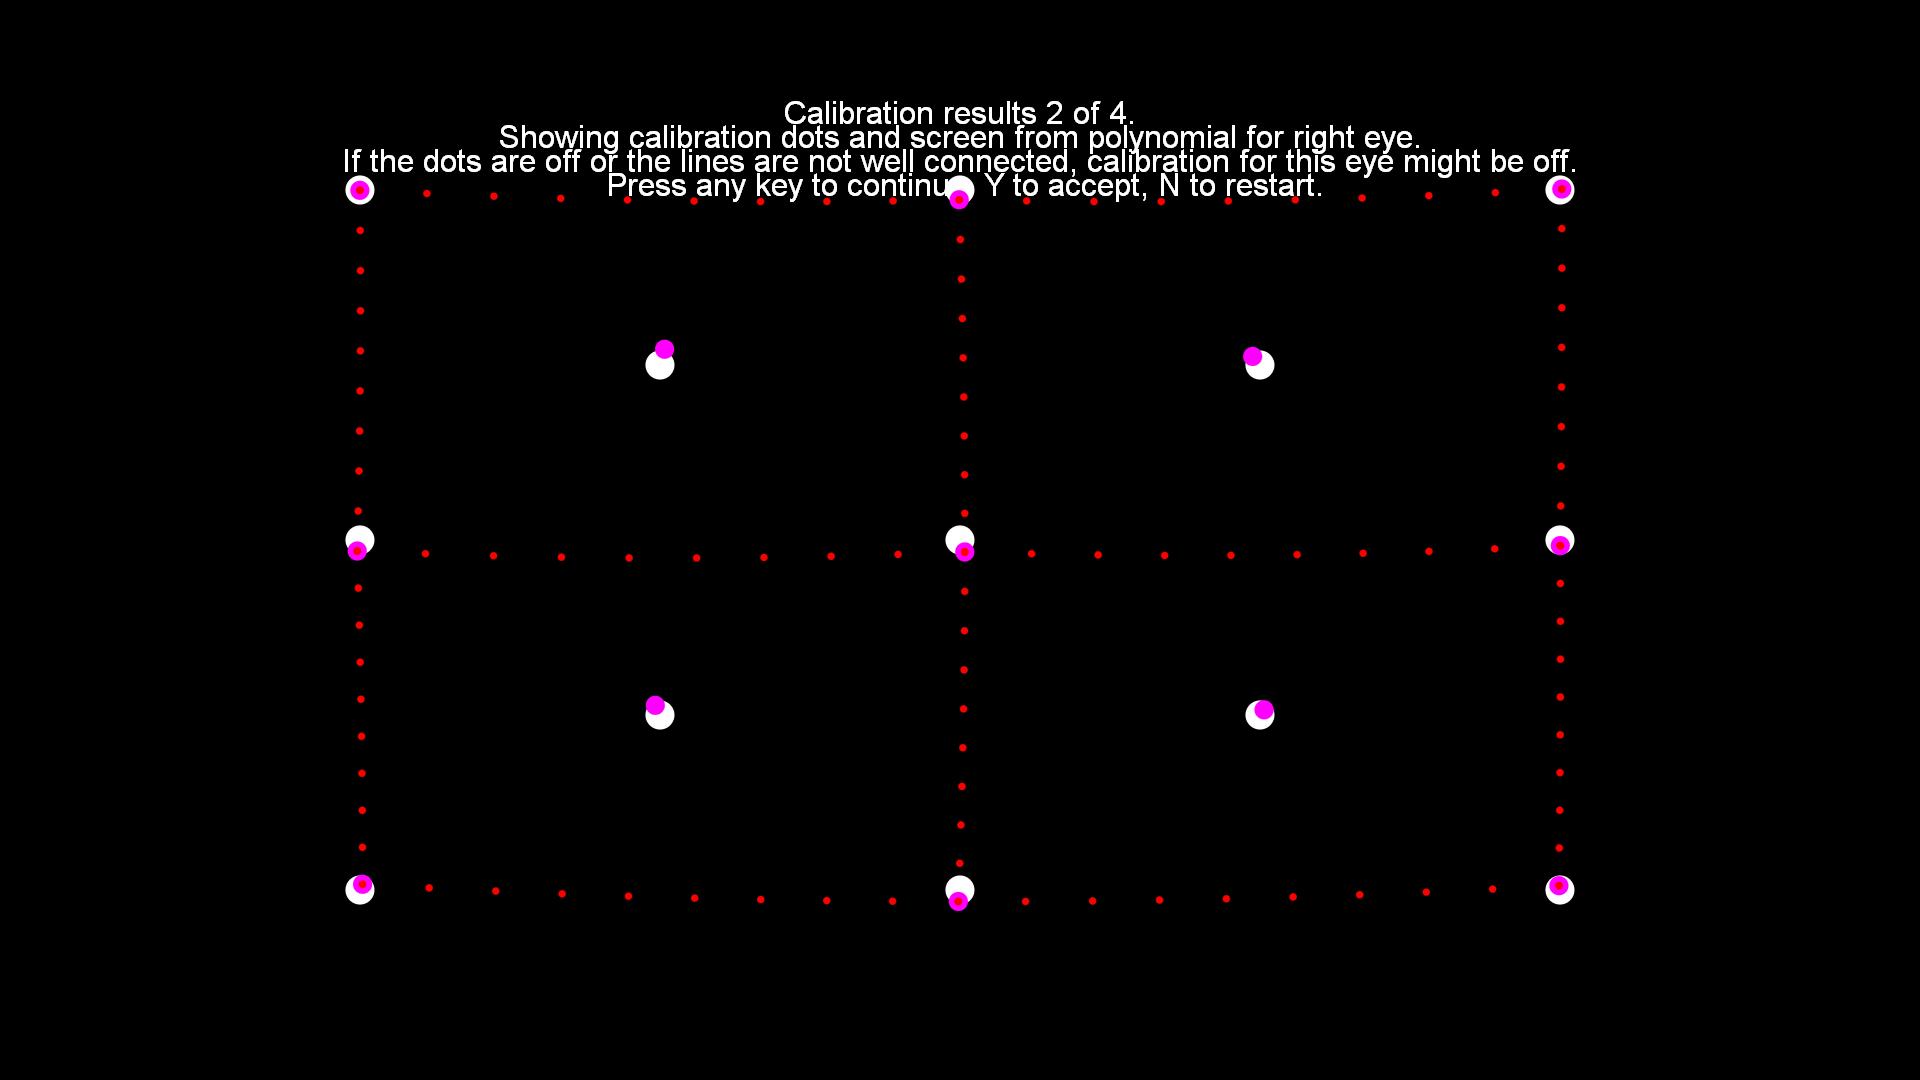 Calibration results 2 of 4.
Showing calibration dots and screen from polynomial for right eye.
If the dots are off or the lines are not well connected, calibration for this eye might be off.
Press any key to continu Y to accept, N to restart.